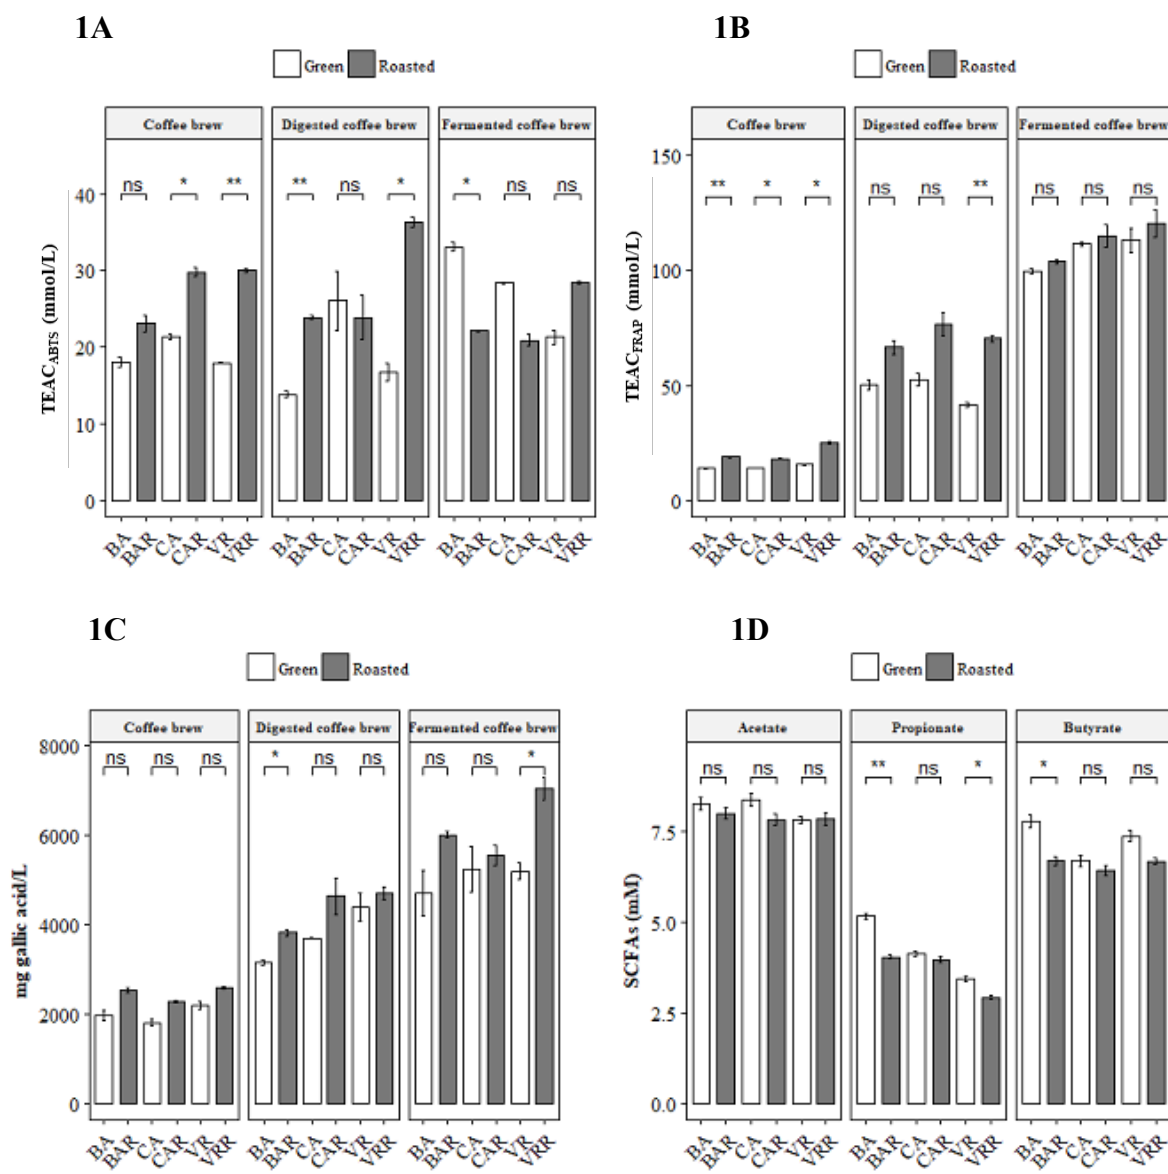 1A
Green Roasted
Coffee brew Digested coffee brew Fermented coffee brew
ns * ** ** ns * * ns ns
40
30
20
10
0
TEACABTS (mmol/L)
BA BAR CA CAR VR VRR BA BAR CA CAR VR VRR BA BAR CA CAR VR VRR
1B
Green Roasted
Coffee brew Digested coffee brew Fermented coffee brew
150
** * * ns ns ** ns ns ns
100
50
0
TEACFRAP (mmol/L)
BA BAR CA CAR VR VRR BA BAR CA CAR VR VRR BA BAR CA CAR VR VRR
1C
Green Roasted
Coffee brew Digested coffee brew Fermented coffee brew
8000
ns ns ns * ns ns ns ns *
6000
4000
2000
0
mg gallic acid/L
BA BAR CA CAR VR VRR BA BAR CA CAR VR VRR BA BAR CA CAR VR VRR
1D
Green Roasted
Acetate Propionate Butyrate
ns ns ns ** ns * * ns ns
7.5
5.0
2.5
0.0
SCFAs (mM)
BA BAR CA CAR VR VRR BA BAR CA CAR VR VRR BA BAR CA CAR VR VRR